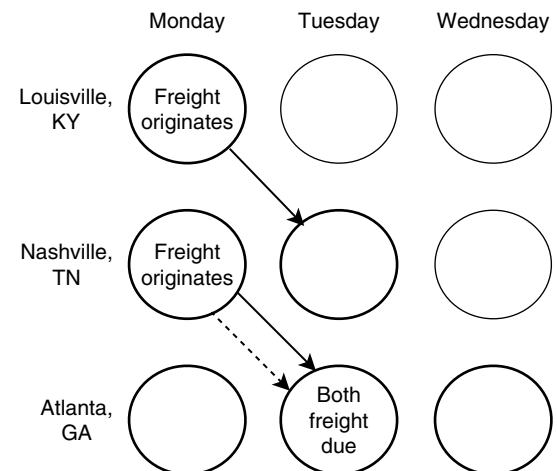 Monday Tuesday Wednesday
Louisville,
KY
Freight
originates
Nashville,
TN
Freight
originates
Atlanta,
GA
Both
freight
due